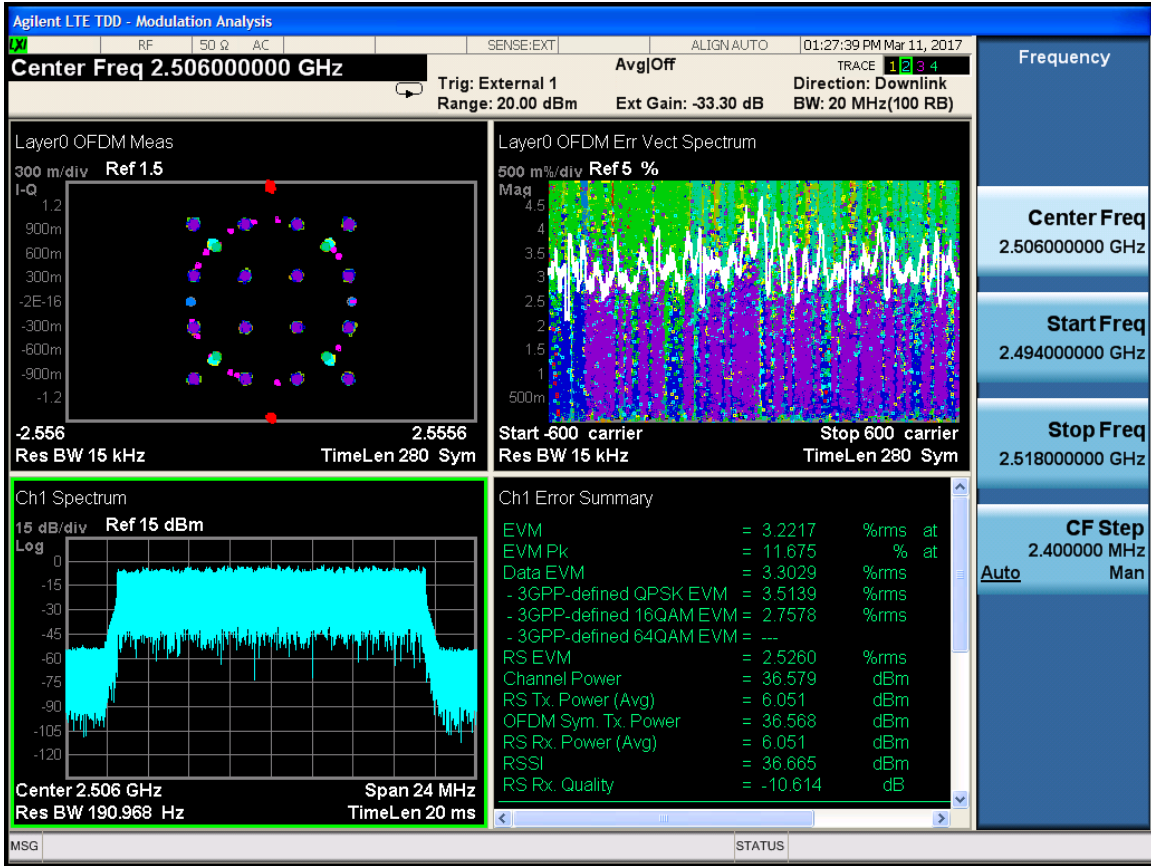 Agilent LTE TDD - Modulation Analysis
LXI RF 50 Ω AC SENSE:EXT ALIGN AUTO 01:27:39 PM Mar 11, 2017
Center Freq 2.506000000 GHz
Avg|Off
TRACE 1 2 3 4
Trig: External 1
Direction: Downlink
Range: 20.00 dBm Ext Gain: -33.30 dB BW: 20 MHz(100 RB)
Layer0 OFDM Meas
300 m/div Ref 1.5
I-Q
1.2
900m
600m
300m
-2E-16
-300m
-600m
-900m
-1.2
-2.556 2.5556
Res BW 15 kHz TimeLen 280 Sym
Layer0 OFDM Err Vect Spectrum
500 m%/div Ref 5 %
Mag
4.5
4
3.5
3
2.5
2
1.5
1
500m
Start -600 carrier Stop 600 carrier
Res BW 15 kHz TimeLen 280 Sym
Ch1 Spectrum
15 dB/div Ref 15 dBm
Log
0
-15
-30
-45
-60
-75
-90
-105
-120
Center 2.506 GHz Span 24 MHz
Res BW 190.968 Hz TimeLen 20 ms
Ch1 Error Summary
EVM = 3.2217 %rms at
EVM Pk = 11.675 % at
Data EVM = 3.3029 %rms
- 3GPP-defined QPSK EVM = 3.5139 %rms
- 3GPP-defined 16QAM EVM = 2.7578 %rms
- 3GPP-defined 64QAM EVM = ---
RS EVM = 2.5260 %rms
Channel Power = 36.579 dBm
RS Tx. Power (Avg) = 6.051 dBm
OFDM Sym. Tx. Power = 36.568 dBm
RS Rx. Power (Avg) = 6.051 dBm
RSSI = 36.665 dBm
RS Rx. Quality = -10.614 dB
Frequency
Center Freq
2.506000000 GHz
Start Freq
2.494000000 GHz
Stop Freq
2.518000000 GHz
CF Step
2.400000 MHz
Auto Man
MSG STATUS